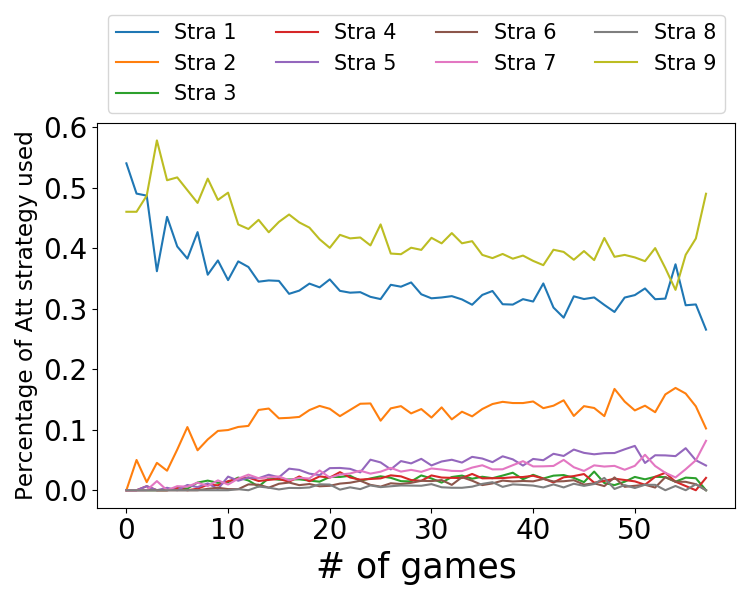 Stra 1 Stra 4 Stra 6 Stra 8
Stra 2 Stra 5 Stra 7 Stra 9
Stra 3
Percentage of Att strategy used
0.6
0.5
0.4
0.3
0.2
0.1
0.0
0 10 20 30 40 50
# of games